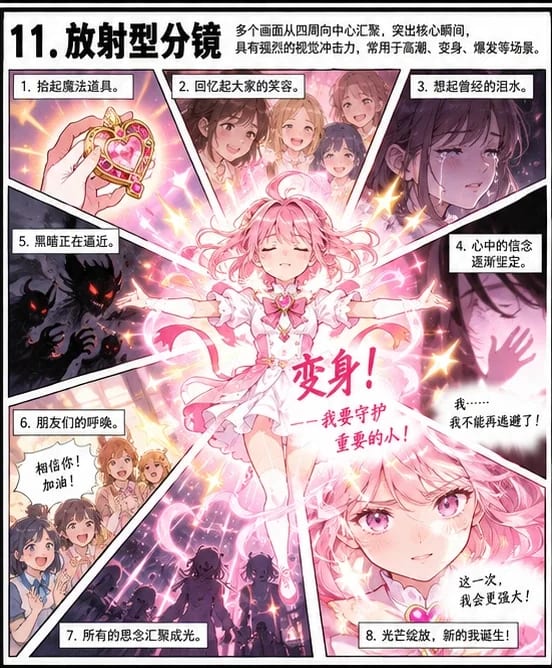 11. 放射型分镜
多个画面从四周向中心汇聚，突出核心瞬间，
具有强烈的视觉冲击力，常用于高潮、变身、爆发等场景。
1. 拾起魔法道具。
2. 回忆起大家的笑容。
3. 想起曾经的泪水。
5. 黑暗正在逼近。
4. 心中的信念
逐渐坚定。
变身！
——我要守护
重要的小！
我……
我不能再逃避了！
6. 朋友们的呼唤。
相信你！
加油！
这一次，
我会更强大！
7. 所有的思念汇聚成光。
8. 光芒绽放，新的我诞生！